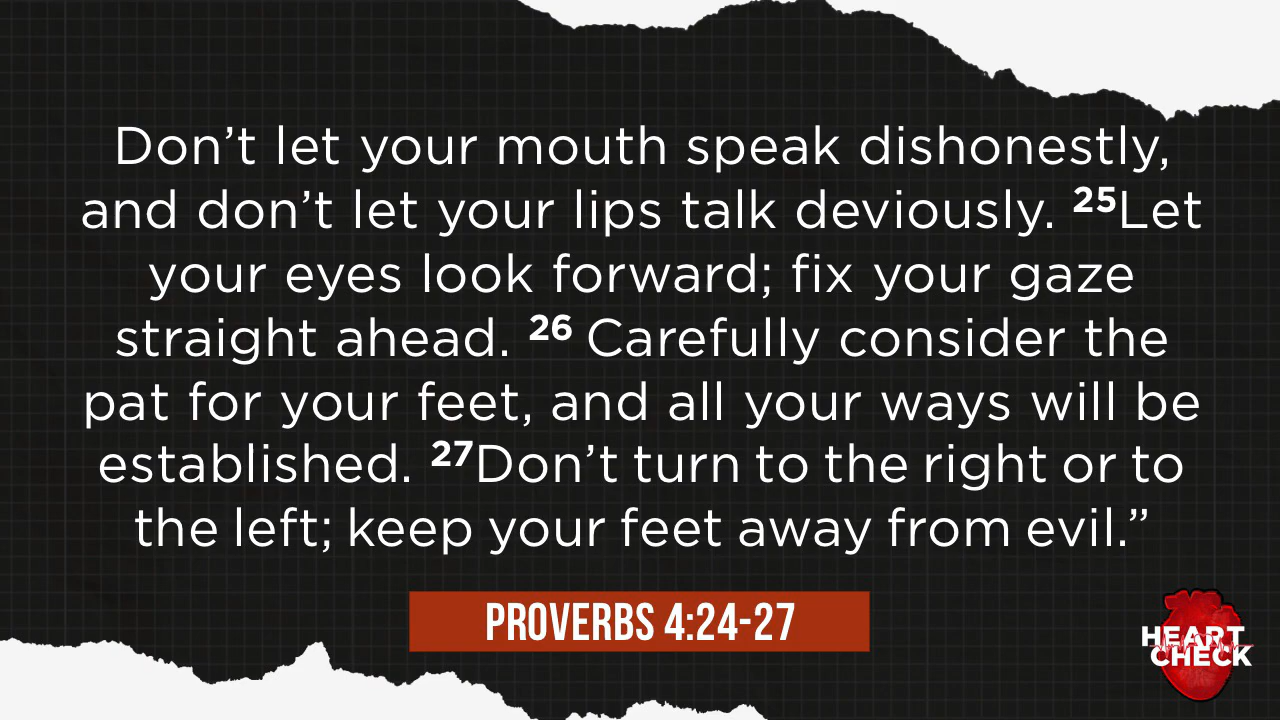 Don’t let your mouth speak dishonestly,
and don’t let your lips talk deviously. 25Let
your eyes look forward; fix your gaze
straight ahead. 26 Carefully consider the
pat for your feet, and all your ways will be
established. 27Don’t turn to the right or to
the left; keep your feet away from evil.”
PROVERBS 4:24-27
HEART
CHECK